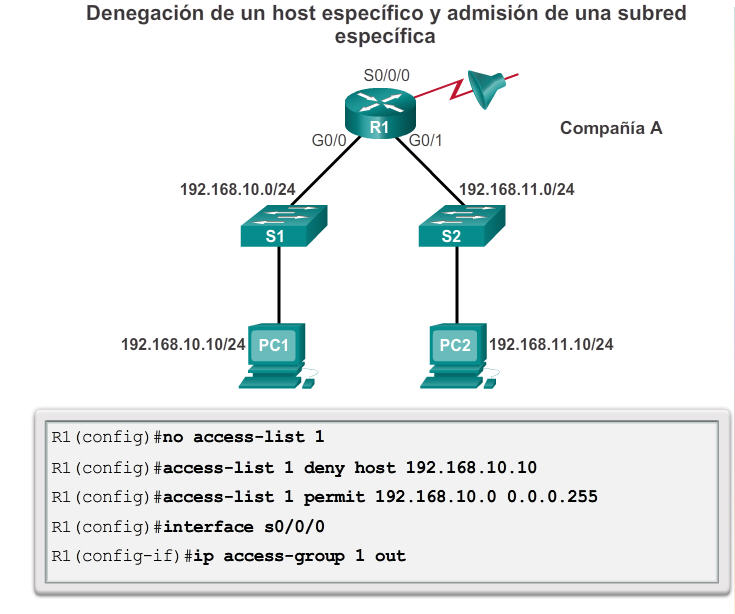 Denegación de un host específico y admisión de una subred
específica
S0/0/0
R1
Compañía A
G0/0
G0/1
192.168.10.0/24
192.168.11.0/24
S1
S2
192.168.10.10/24
PC1
PC2
192.168.11.10/24
R1(config)#no access-list 1
R1(config)#access-list 1 deny host 192.168.10.10
R1(config)#access-list 1 permit 192.168.10.0 0.0.0.255
R1(config)#interface s0/0/0
R1(config-if)#ip access-group 1 out